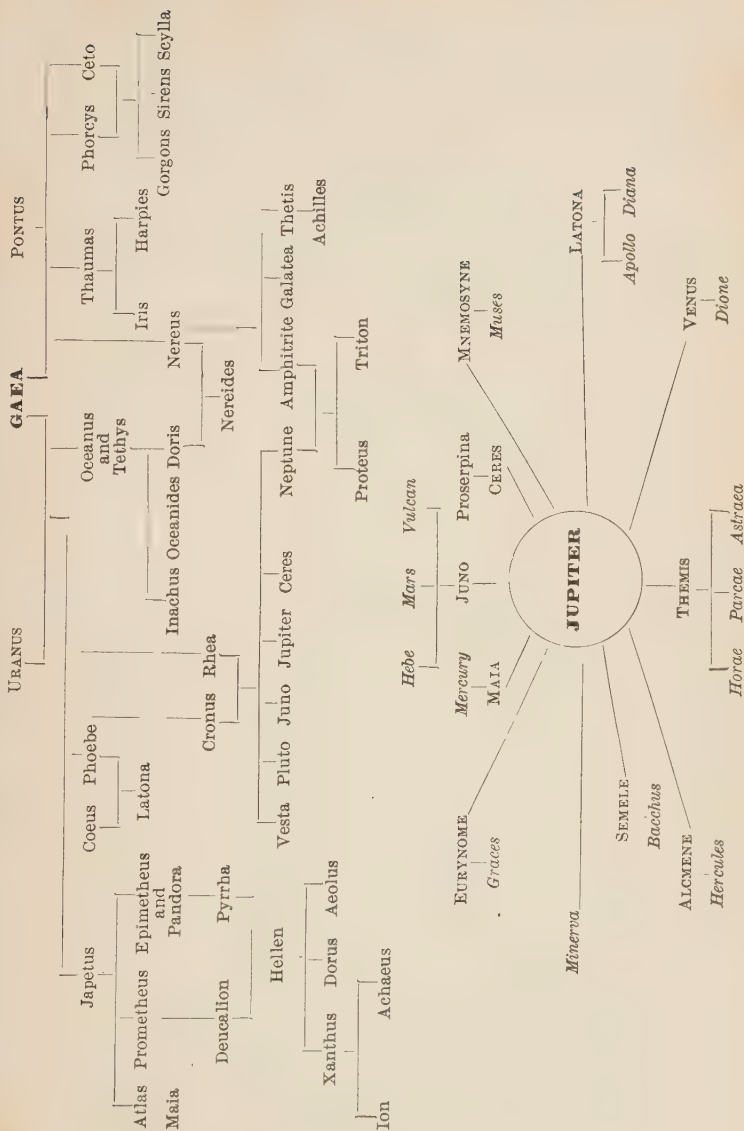 URANUS GAEA PONTUS
Japetus Coeus Phoebe Oceanus and Tethys Thaumas Phorcys Ceto
Atlas Prometheus Epimetheus and Pandora Latona Cronus Rhea Inachus Oceanides Doris Nereus Iris Harpies Gorgons Sirens Scylla
Maia Deucalion Pyrrha Nereides
Hellen Vesta Pluto Juno Jupiter Ceres Neptune Amphitrite Galatea Thetis
Xanthus Dorus Aeolus Proteus Triton Achilles
Ion Achaeus
Hebe Mars Vulcan
Mercury Proserpina
EURYNOME MAIA JUNO CERES MNEMOSYNE
Graces Muses
Minerva JUPITER LATONA
Apollo Diana
SEMELE
Bacchus
ALCMENE THEMIS VENUS
Hercules Dione
Horae Parcae Astraea